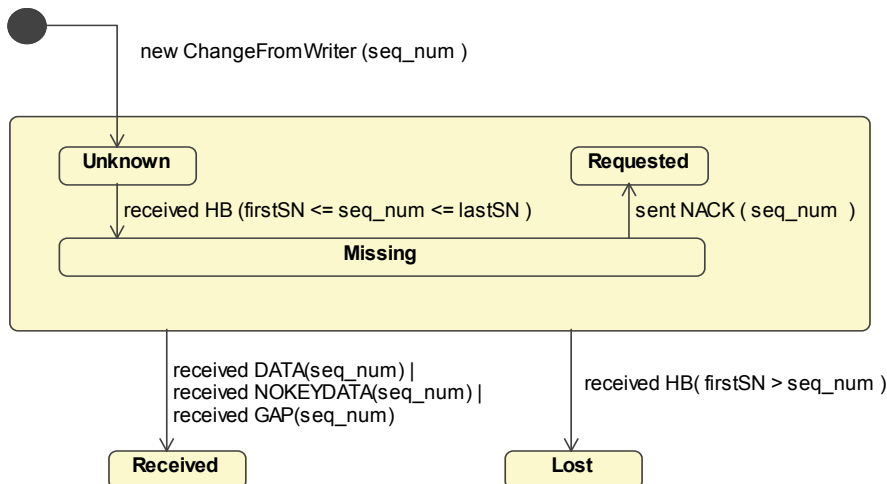 new ChangeFromWriter (seq_num )
Unknown
Requested
received HB (firstSN <= seq_num <= lastSN )
sent NACK ( seq_num )
Missing
received DATA(seq_num) |
received NOKEYDATA(seq_num) |
received GAP(seq_num)
received HB( firstSN > seq_num )
Received
Lost